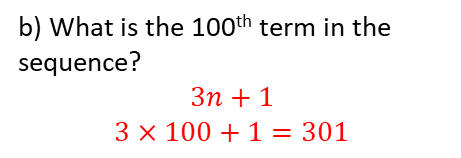 b) What is the 100th term in the
sequence?
3n + 1
3 × 100 + 1 = 301